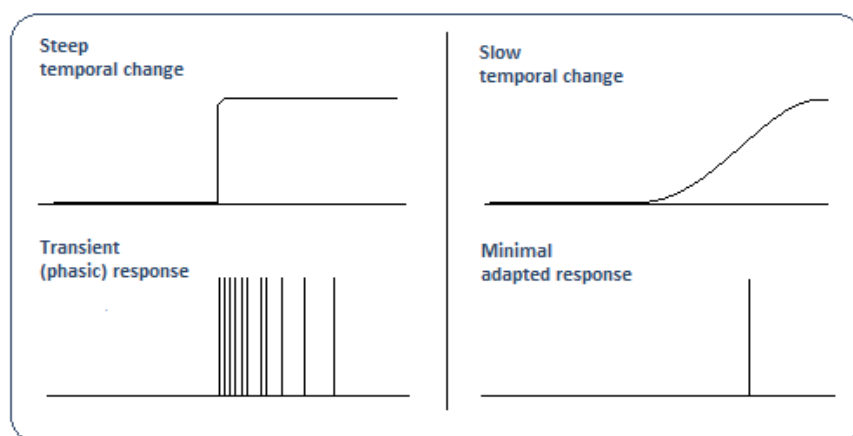 Steep
temporal change
Slow
temporal change
Transient
(phasic) response
Minimal
adapted response